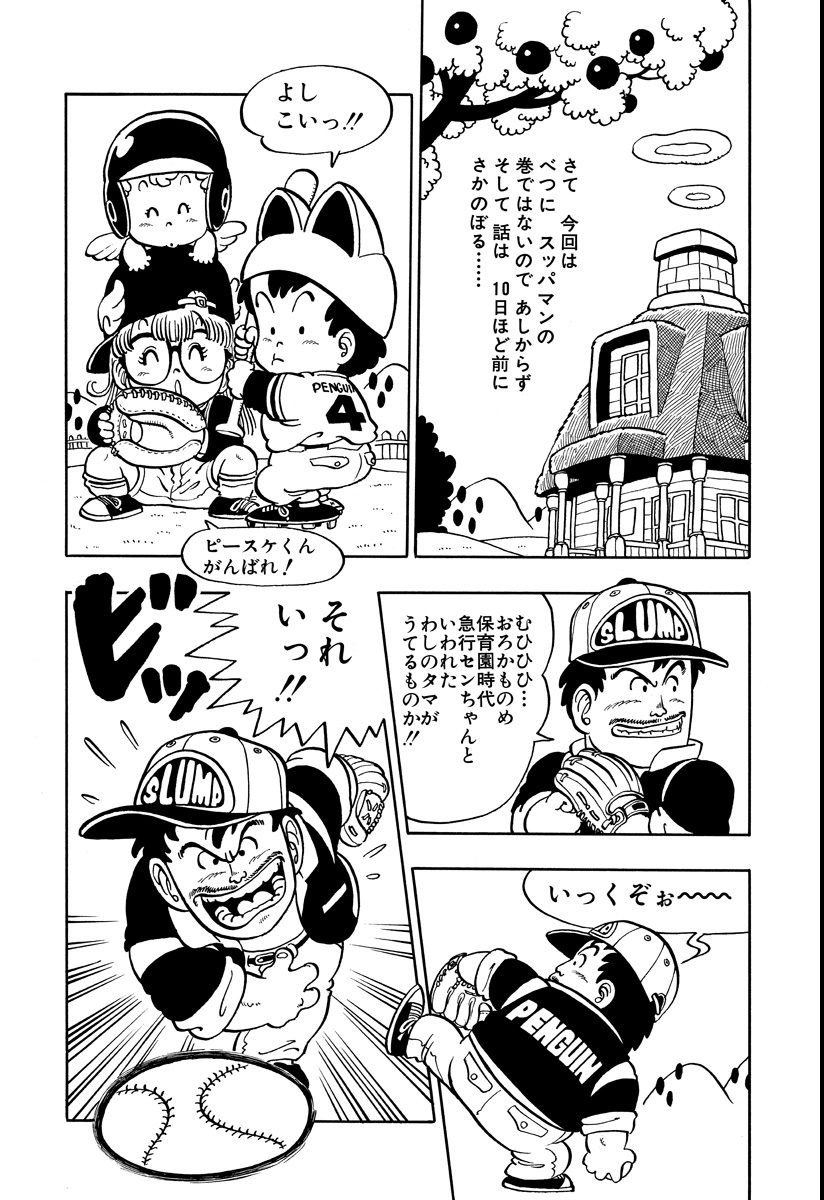 さて 今回は
べつに スッパマンの
巻ではないので あしからず
そして 話は 10日ほど前に
さかのぼる……
よし
こいっ!!
PENGUIN
4
ピースケくん
がんばれ!
SLUMP
むひひひ…
おろかものめ
保育園時代
急行センちゃんと
いわれた
わしのタマが
うてるものか!!
いっくぞぉ〜〜〜
PENGUIN
それ
いっ!!
ビッ
SLUMP